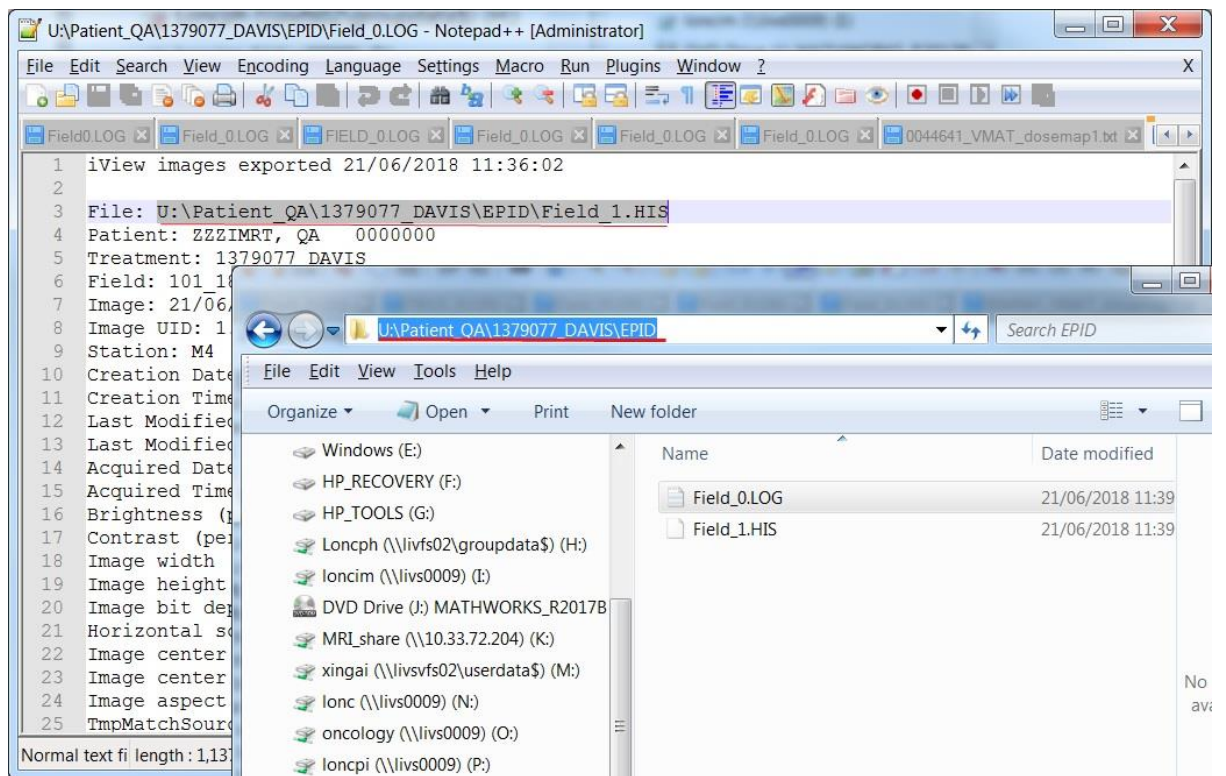 U:\Patient_QA\1379077_DAVIS\EPID\Field_0.LOG - Notepad++ [Administrator]
File Edit Search View Encoding Language Settings Macro Run Plugins Window ? X
Field0.LOG Field_0.LOG FIELD_0.LOG Field_0.LOG Field_0.LOG Field_0.LOG 0044641_VMAT_dosemap1.txt
1 iView images exported 21/06/2018 11:36:02
2
3 File: U:\Patient_QA\1379077_DAVIS\EPID\Field_1.HIS
4 Patient: ZZZIMRT, QA 0000000
5 Treatment: 1379077_DAVIS
6 Field: 101_18
7 Image: 21/06/
8 Image UID: 1.
9 Station: M4
10 Creation Date
11 Creation Time
12 Last Modified
13 Last Modified
14 Acquired Date
15 Acquired Time
16 Brightness (p
17 Contrast (per
18 Image width
19 Image height
20 Image bit dep
21 Horizontal sc
22 Image center
23 Image center
24 Image aspect
25 TmpMatchSourc
Normal text fi length : 1,137
U:\Patient_QA\1379077_DAVIS\EPID Search EPID
File Edit View Tools Help
Organize Open Print New folder
Windows (E:)
HP_RECOVERY (F:)
HP_TOOLS (G:)
Loncph (\\livfs02\groupdata$) (H:)
loncim (\\livs0009) (I:)
DVD Drive (J:) MATHWORKS_R2017B
MRI_share (\\10.33.72.204) (K:)
xingai (\\livsvfs02\userdata$) (M:)
lonc (\\livs0009) (N:)
oncology (\\livs0009) (O:)
loncpi (\\livs0009) (P:)
Name Date modified
Field_0.LOG 21/06/2018 11:39
Field_1.HIS 21/06/2018 11:39
No
ava